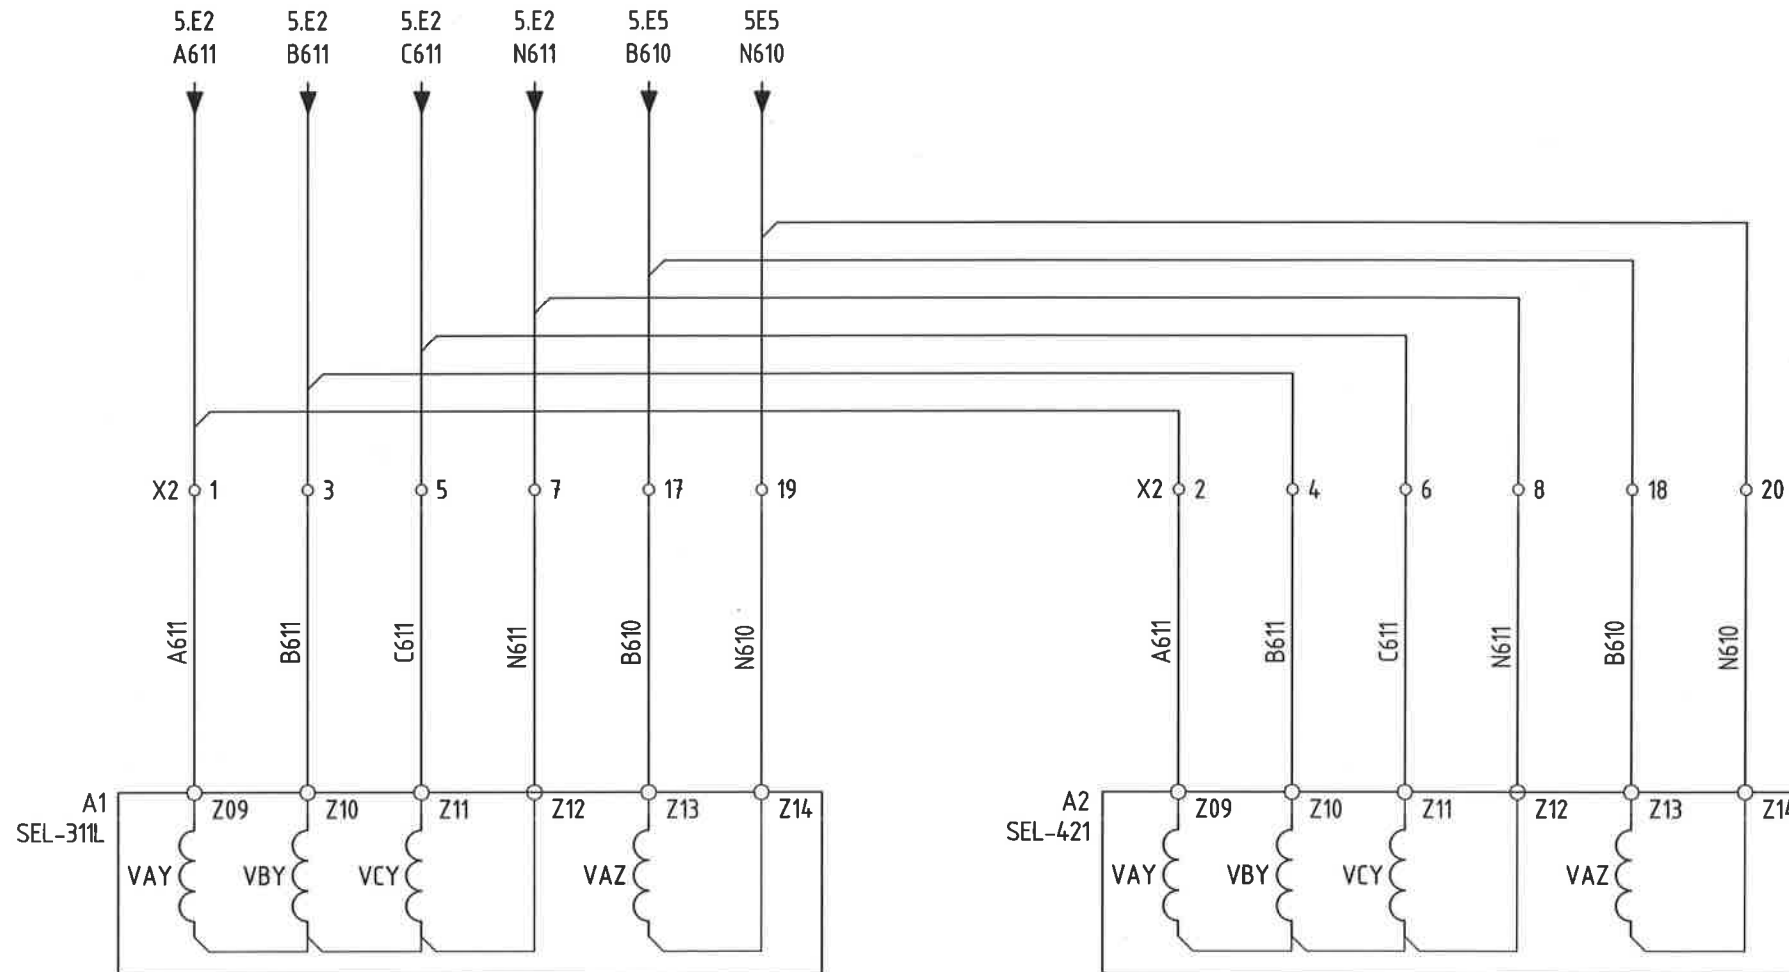 5.E2 5.E2 5.E2 5.E2 5.E5 5E5
A611 B611 C611 N611 B610 N610
X2 1 3 5 7 17 19 X2 2 4 6 8 18 20
A611 B611 C611 N611 B610 N610 A611 B611 C611 N611 B610 N610
A1 Z09 Z10 Z11 Z12 Z13 Z14 A2 Z09 Z10 Z11 Z12 Z13 Z14
SEL-311L SEL-421
VAY VBY VCY VAZ VAY VBY VCY VAZ